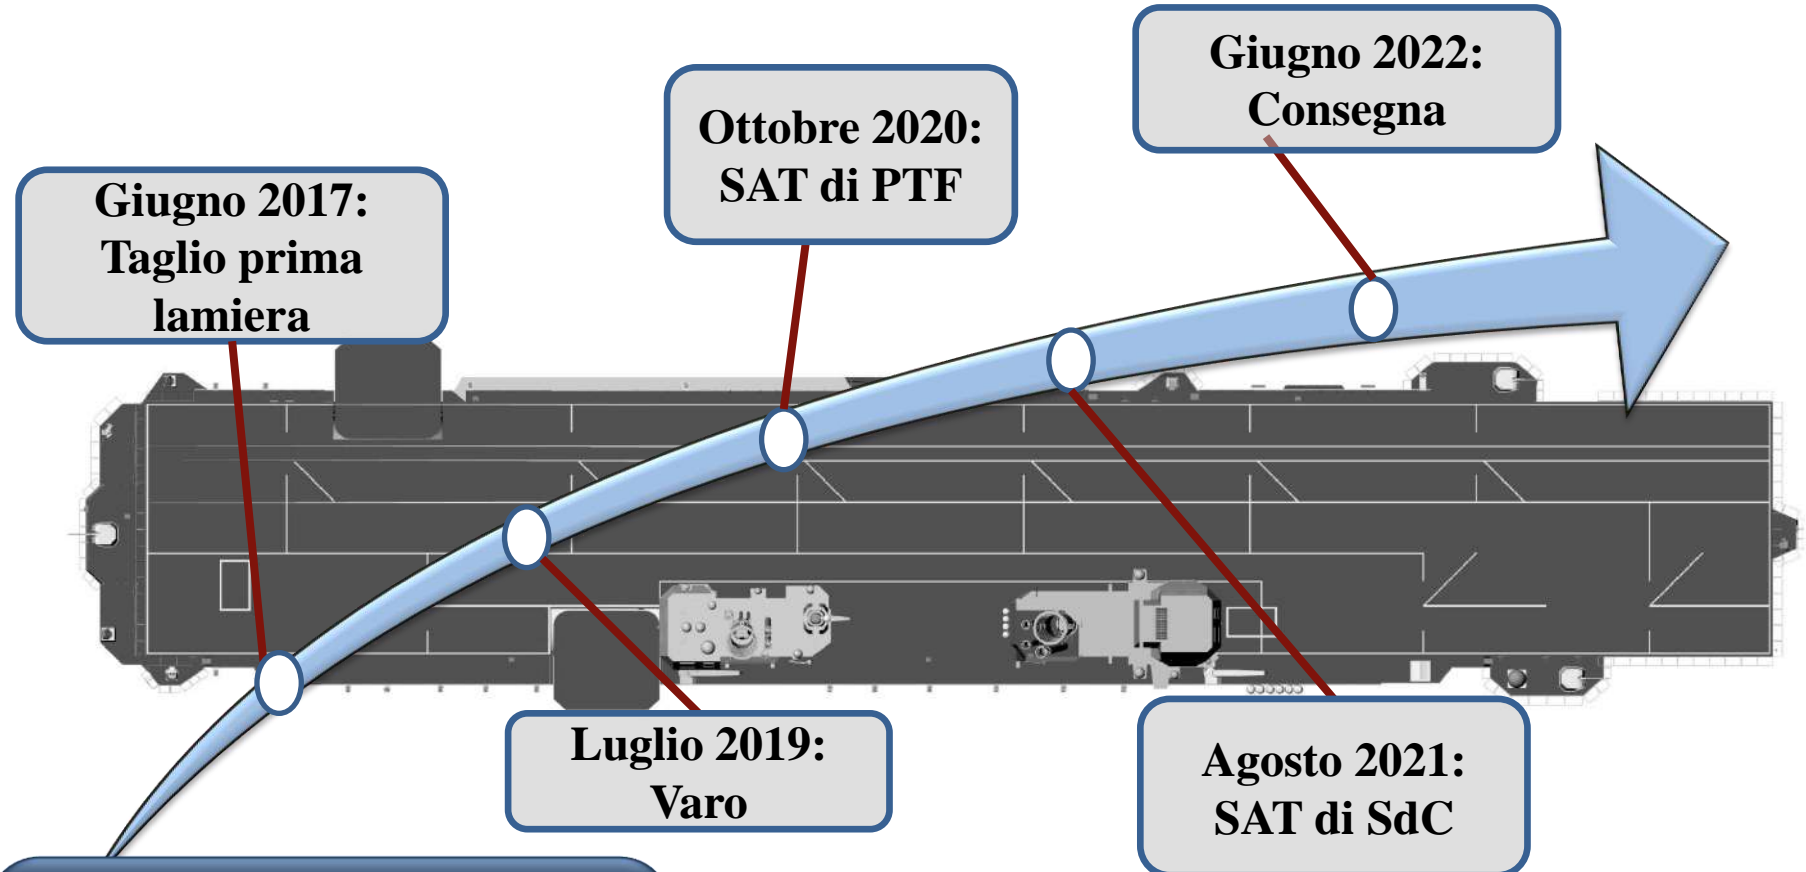 Giugno 2017:
Taglio prima
lamiera
Luglio 2019:
Varo
Ottobre 2020:
SAT di PTF
Agosto 2021:
SAT di SdC
Giugno 2022:
Consegna